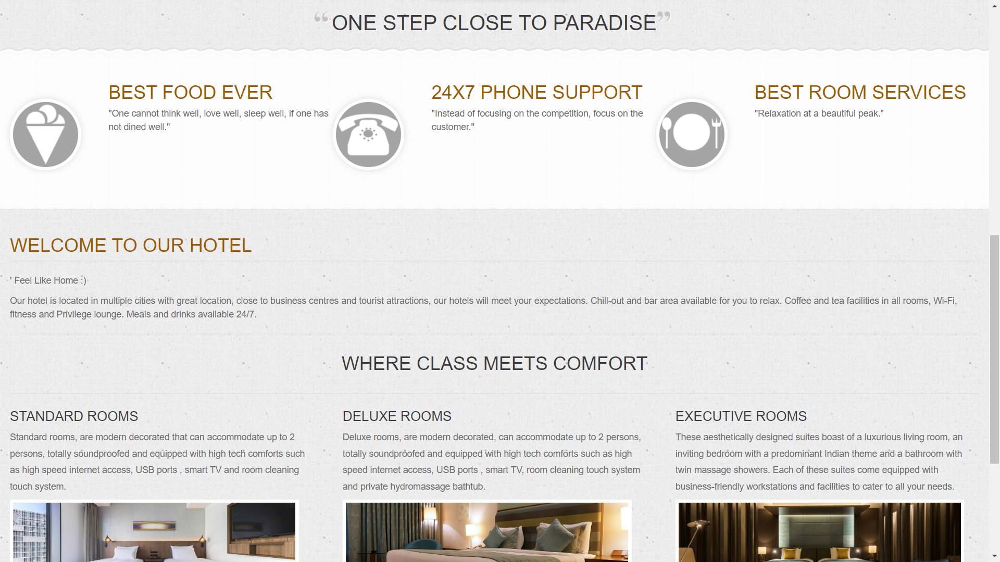 “ONE STEP CLOSE TO PARADISE”
BEST FOOD EVER
"One cannot think well, love well, sleep well, if one has
not dined well."
24X7 PHONE SUPPORT
"Instead of focusing on the competition, focus on the
customer."
BEST ROOM SERVICES
"Relaxation at a beautiful peak."
WELCOME TO OUR HOTEL
' Feel Like Home :)
Our hotel is located in multiple cities with great location, close to business centres and tourist attractions, our hotels will meet your expectations. Chill-out and bar area available for you to relax. Coffee and tea facilities in all rooms, Wi-Fi,
fitness and Privilege lounge. Meals and drinks available 24/7.
WHERE CLASS MEETS COMFORT
STANDARD ROOMS
Standard rooms, are modern decorated that can accommodate up to 2
persons, totally soundproofed and equipped with high tech comforts such
as high speed internet access, USB ports , smart TV and room cleaning
touch system.
DELUXE ROOMS
Deluxe rooms, are modern decorated, can accommodate up to 2 persons,
totally soundproofed and equipped with high tech comforts such as high
speed internet access, USB ports , smart TV, room cleaning touch system
and private hydromassage bathtub.
EXECUTIVE ROOMS
These aesthetically designed suites boast of a luxurious living room, an
inviting bedroom with a predominant Indian theme and a bathroom with
twin massage showers. Each of these suites come equipped with
business-friendly workstations and facilities to cater to all your needs.